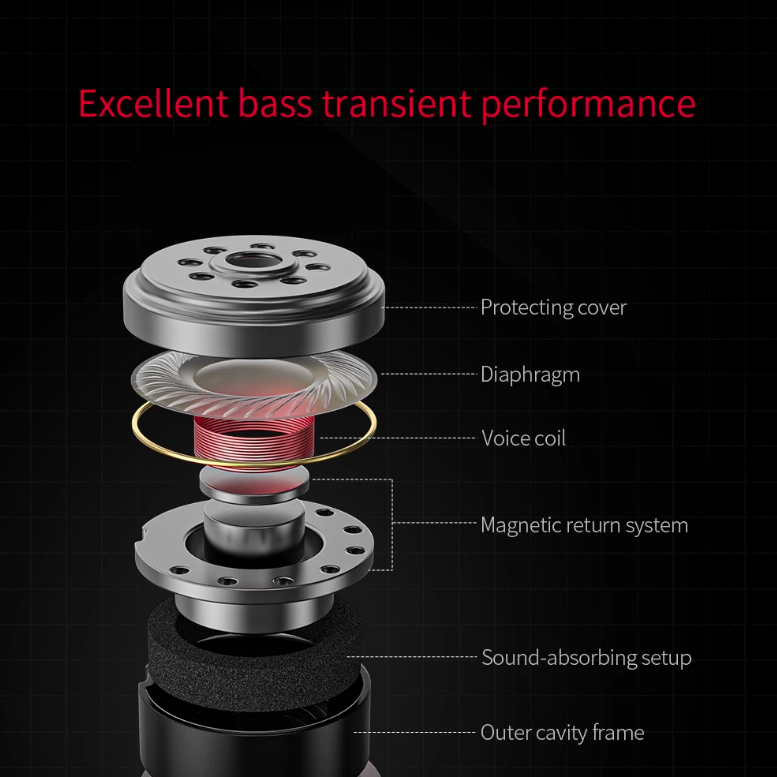 Excellent bass transient performance
Protecting cover
Diaphragm
Voice coil
Magnetic return system
Sound-absorbing setup
Outer cavity frame